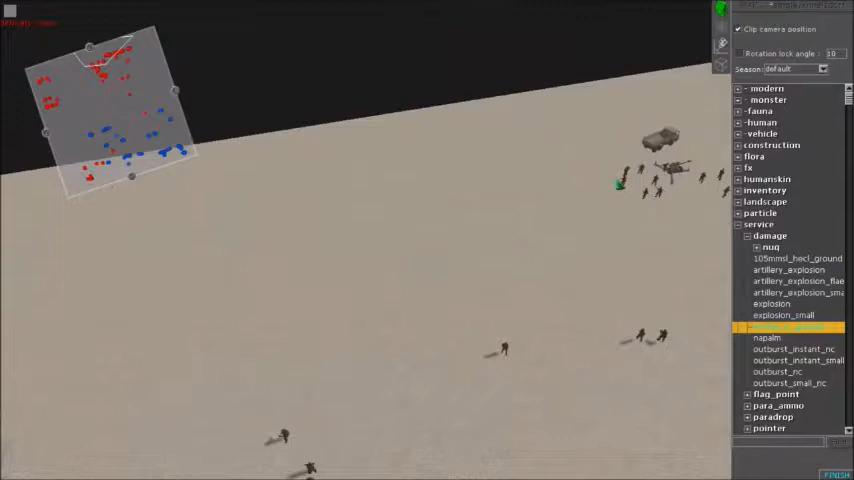 Clip camera position
Rotation lock angle : 10
Season: default
- modern
- monster
-fauna
-human
-vehicle
construction
flora
fx
humanskin
inventory
landscape
particle
service
damage
nuq
105mmsl_hecl_ground
artillery_explosion
artillery_explosion_flae
artillery_explosion_sma
explosion
explosion_small
napalm
outburst_instant_nc
outburst_instant_small
outburst_nc
outburst_small_nc
flag_point
para_ammo
paradrop
pointer
FINISH